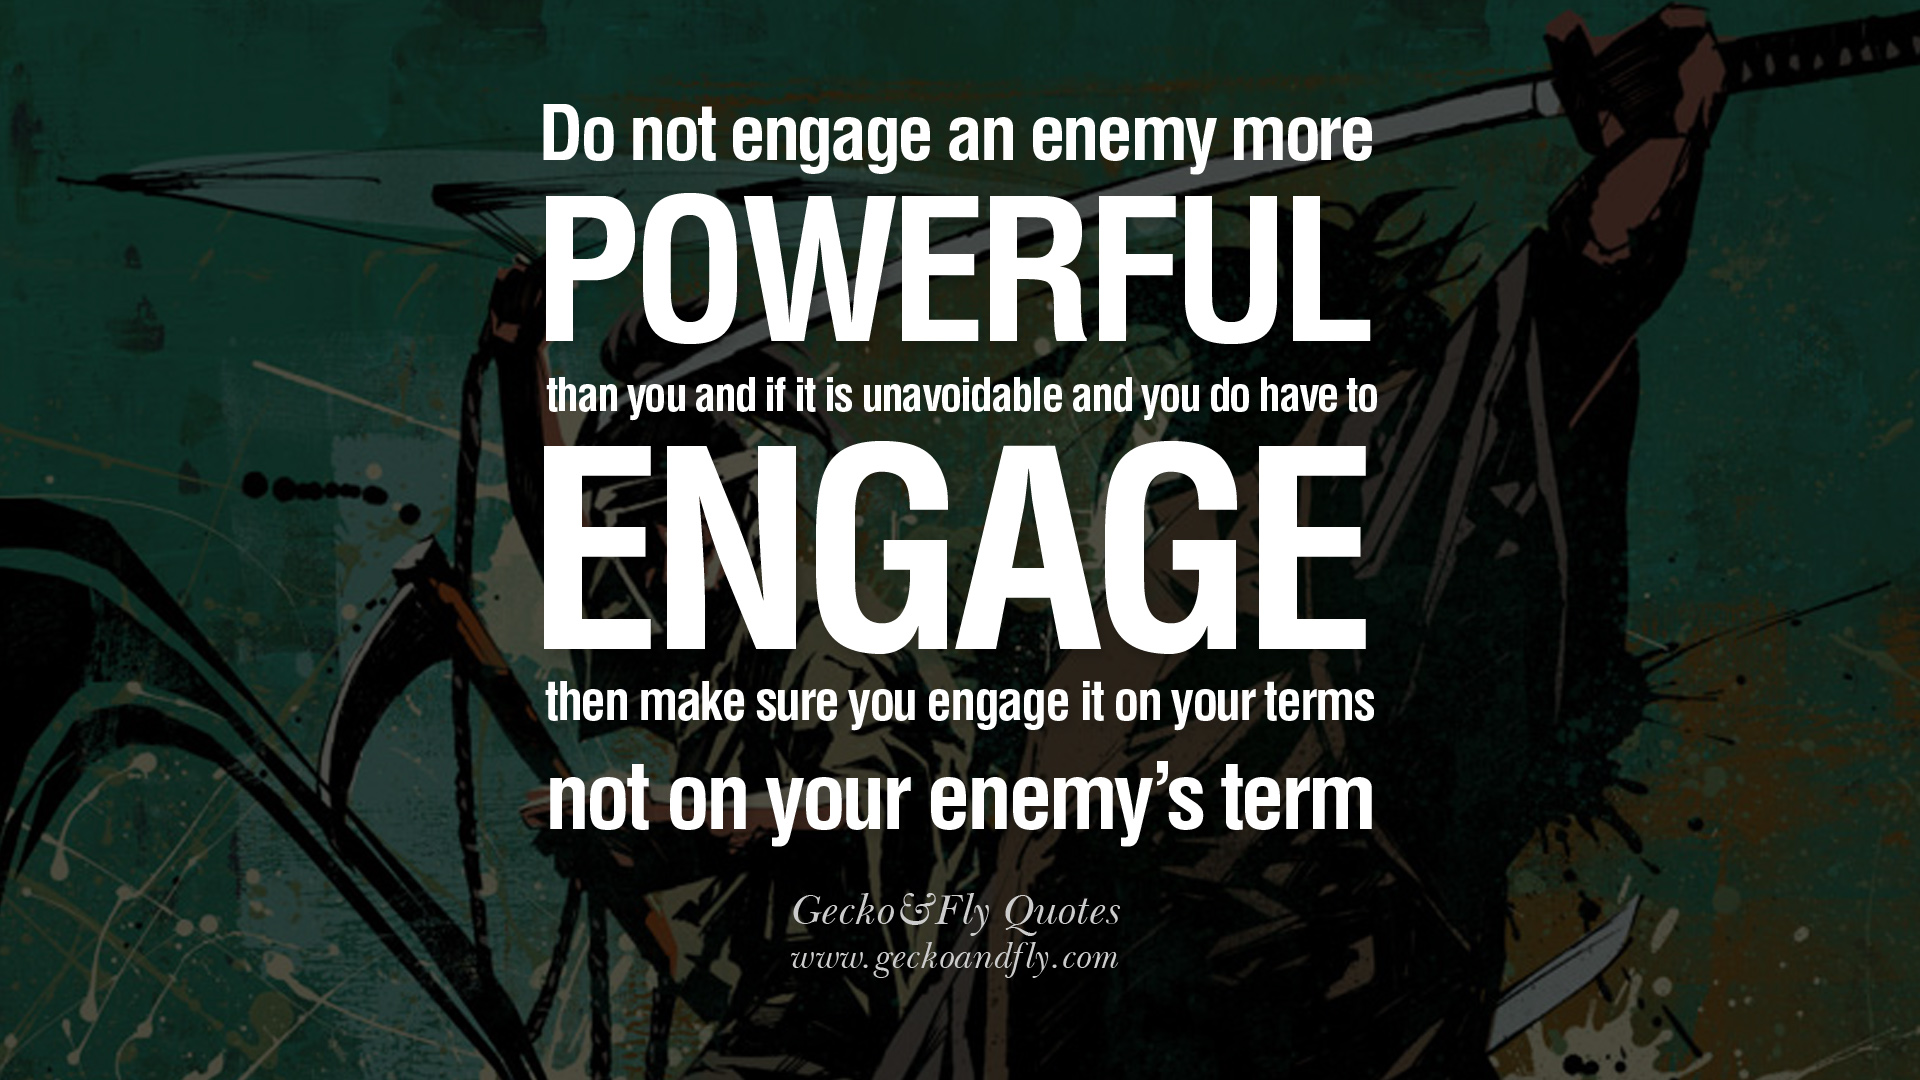 Do not engage an enemy more
POWERFUL
than you and if it is unavoidable and you do have to
ENGAGE
then make sure you engage it on your terms
not on your enemy’s term
Gecko&Fly Quotes
www.geckoandfly.com